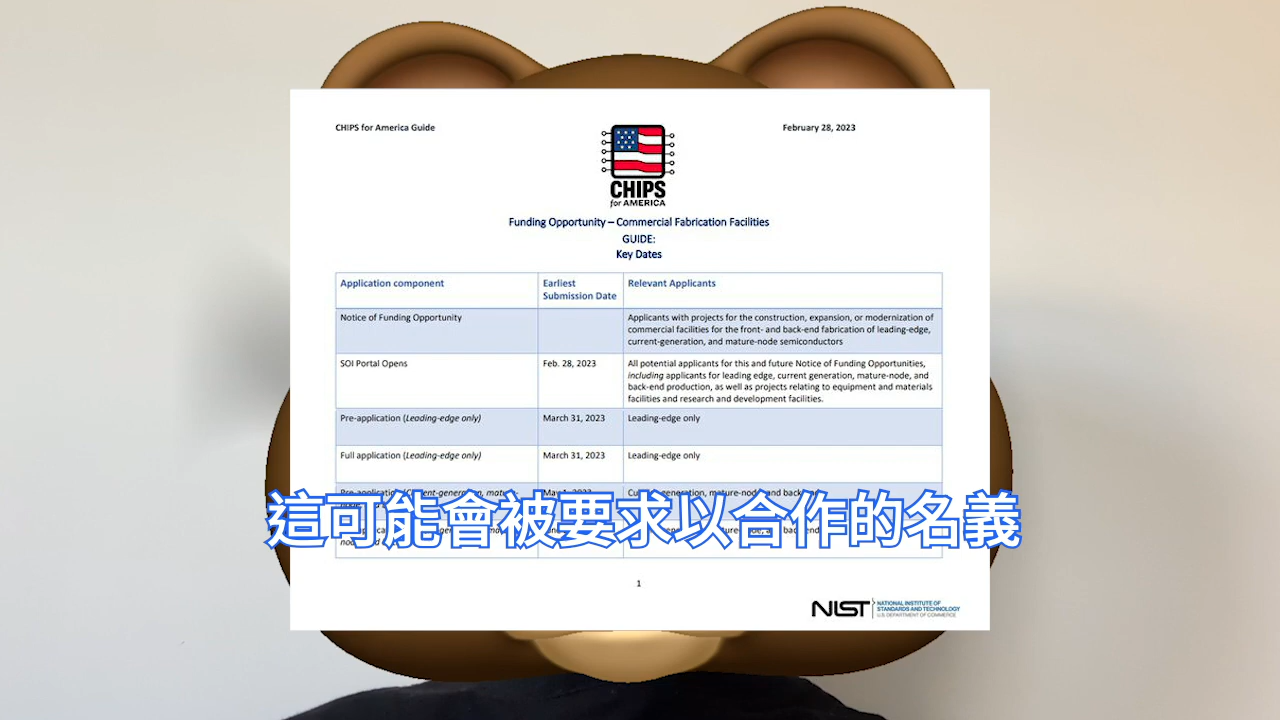 CHIPS for America Guide
February 28, 2023
CHIPS
for AMERICA
Funding Opportunity – Commercial Fabrication Facilities
GUIDE:
Key Dates
Application component
Earliest
Submission Date
Relevant Applicants
Notice of Funding Opportunity
Applicants with projects for the construction, expansion, or modernization of
commercial facilities for the front- and back-end fabrication of leading-edge,
current-generation, and mature-node semiconductors
SOI Portal Opens
Feb. 28, 2023
All potential applicants for this and future Notice of Funding Opportunities,
including applicants for leading edge, current generation, mature-node, and
back-end production, as well as projects relating to equipment and materials
facilities and research and development facilities.
Pre-application (Leading-edge only)
March 31, 2023
Leading-edge only
Full application (Leading-edge only)
March 31, 2023
Leading-edge only
這可能會被要求以合作的名義
1
NIST
NATIONAL INSTITUTE OF
STANDARDS AND TECHNOLOGY
U.S. DEPARTMENT OF COMMERCE